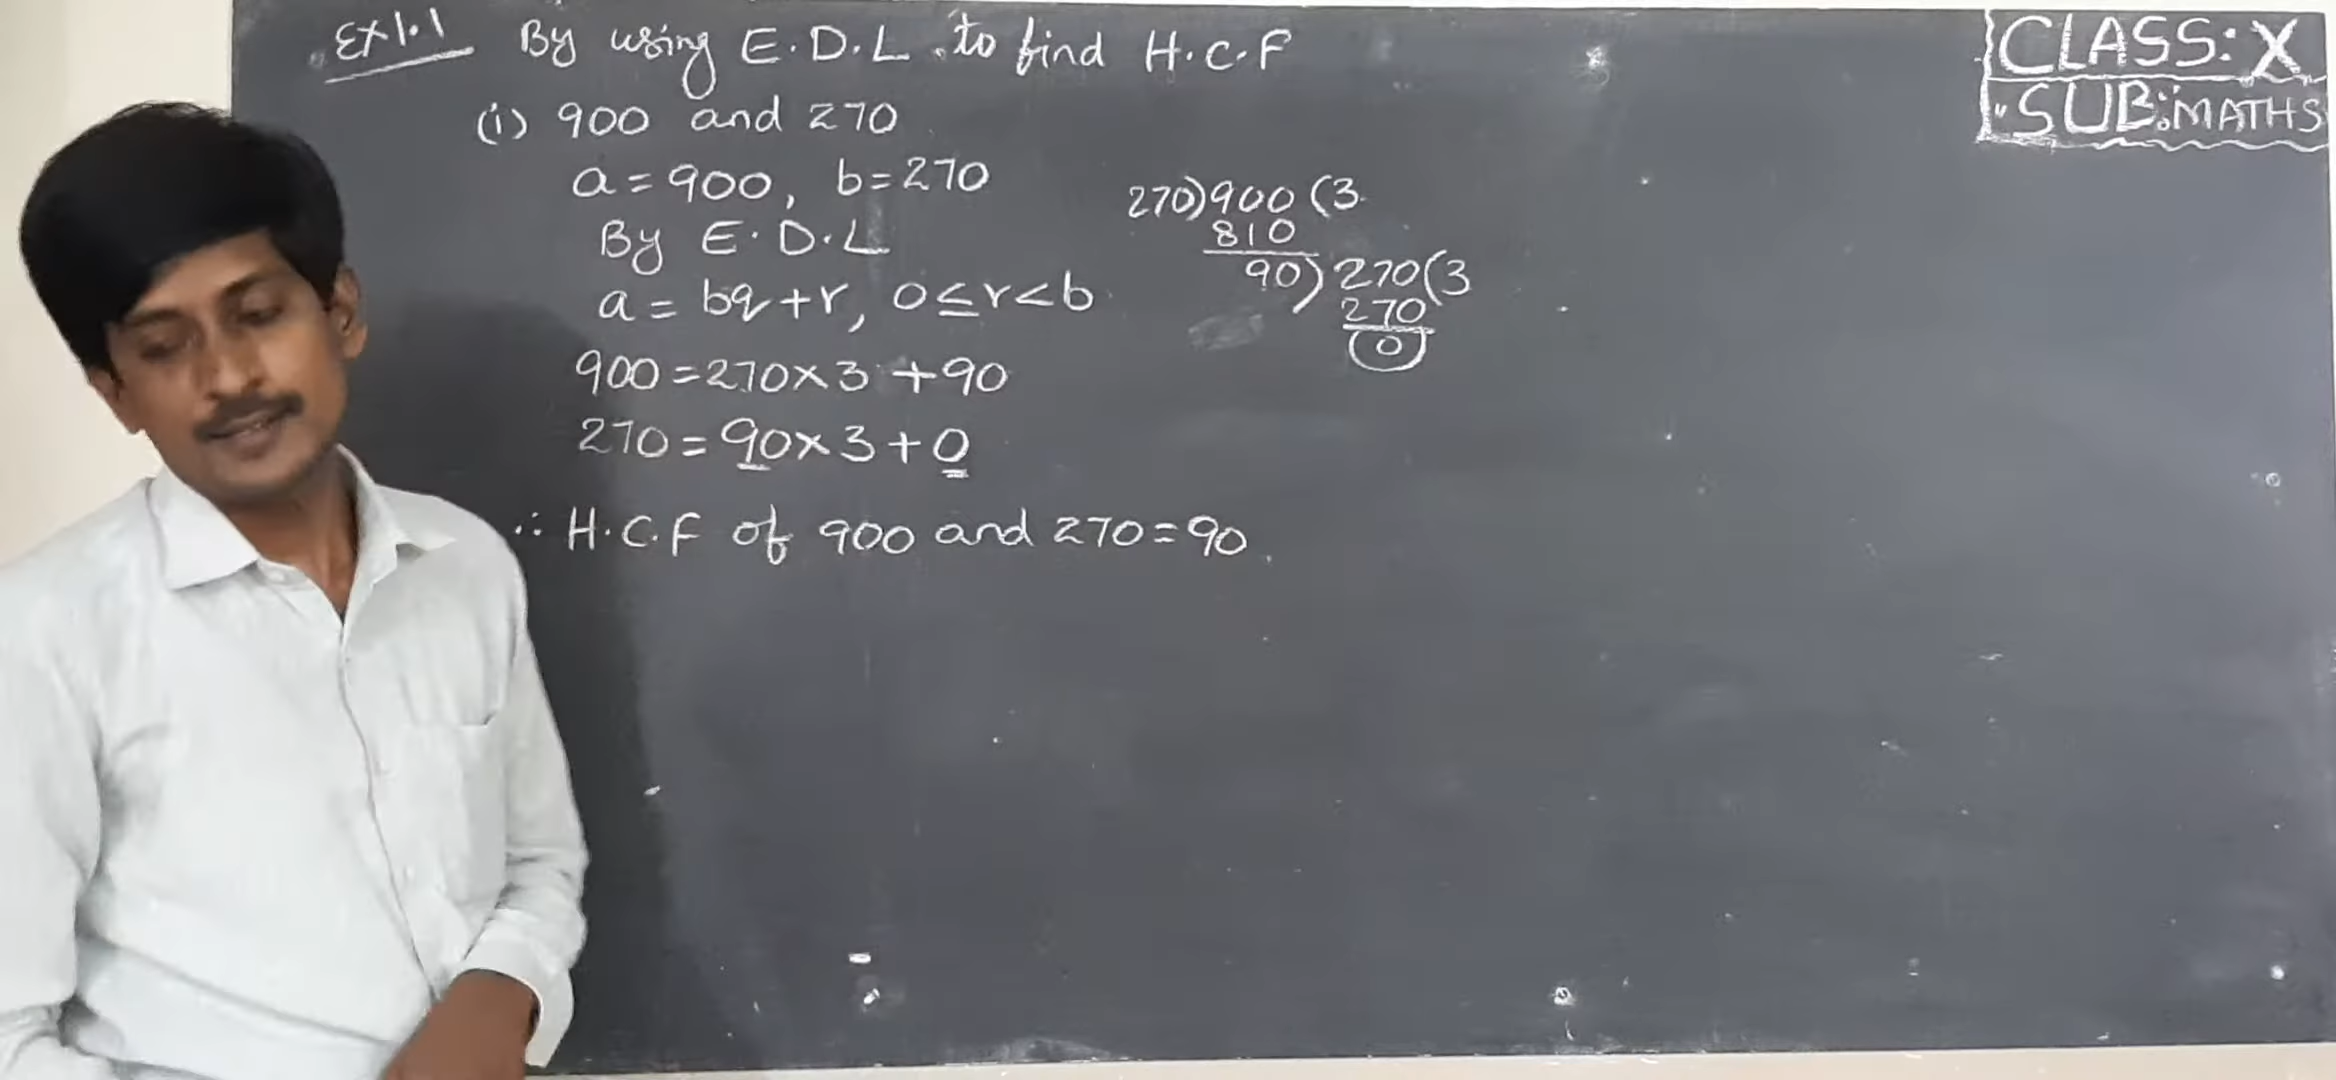 Ex 1.1 By using E.D.L. to find H.C.F
(i) 900 and 270
a = 900, b = 270
By E.D.L
a = bq + r, 0 ≤ r < b
900 = 270 × 3 + 90
270 = 90 × 3 + 0
∴ H.C.F of 900 and 270 = 90
270)900(3
810
90)270(3
270
0
CLASS: X
SUB: MATHS